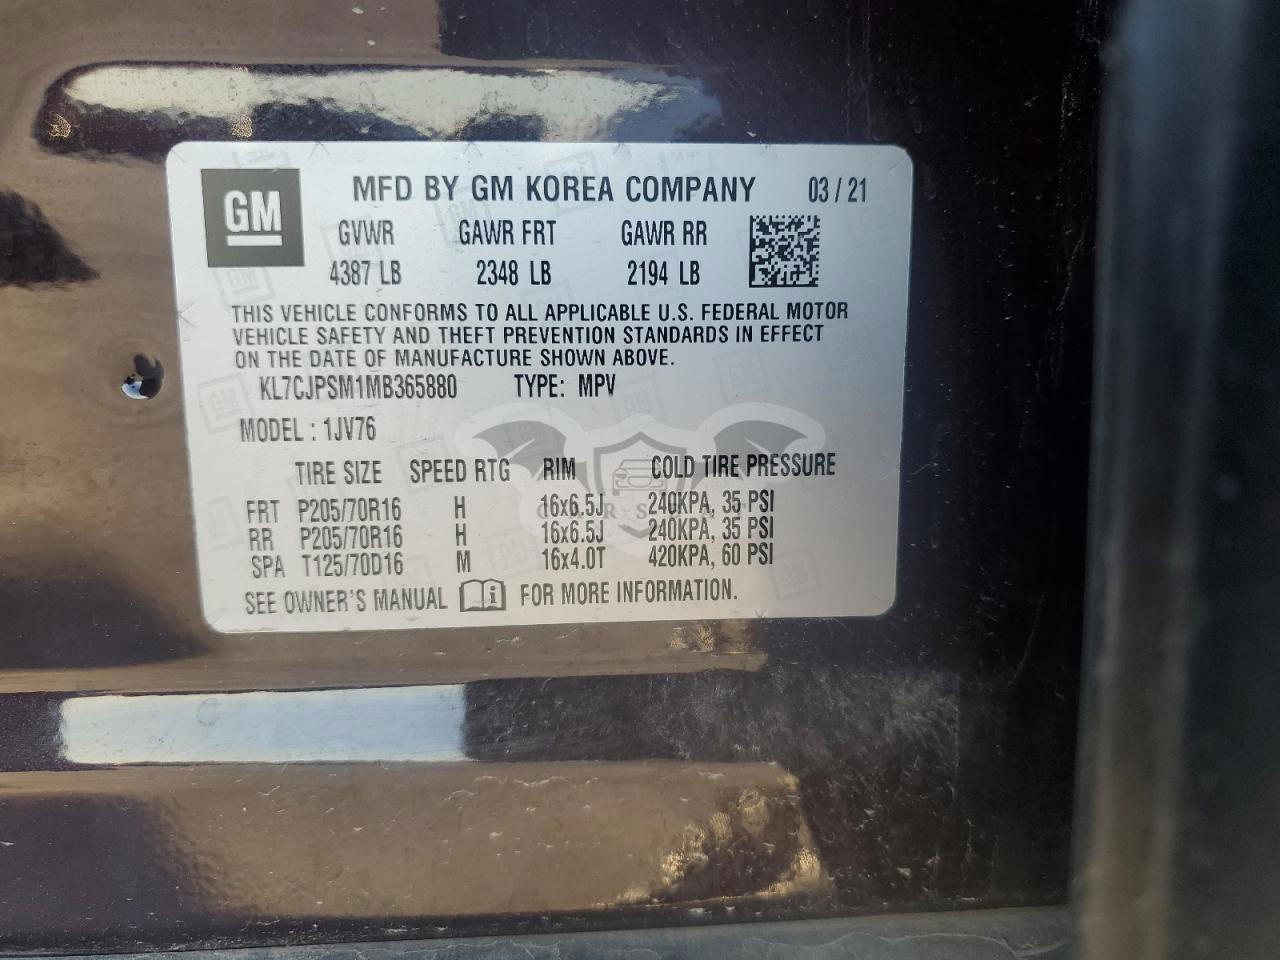 GM
MFD BY GM KOREA COMPANY 03 / 21
GVWR GAWR FRT GAWR RR
4387 LB 2348 LB 2194 LB
THIS VEHICLE CONFORMS TO ALL APPLICABLE U.S. FEDERAL MOTOR
VEHICLE SAFETY AND THEFT PREVENTION STANDARDS IN EFFECT
ON THE DATE OF MANUFACTURE SHOWN ABOVE.
KL7CJPSM1MB365880 TYPE: MPV
MODEL : 1JV76
TIRE SIZE SPEED RTG RIM COLD TIRE PRESSURE
FRT P205/70R16 H 16x6.5J 240KPA, 35 PSI
RR P205/70R16 H 16x6.5J 240KPA, 35 PSI
SPA T125/70D16 M 16x4.0T 420KPA, 60 PSI
SEE OWNER'S MANUAL FOR MORE INFORMATION.